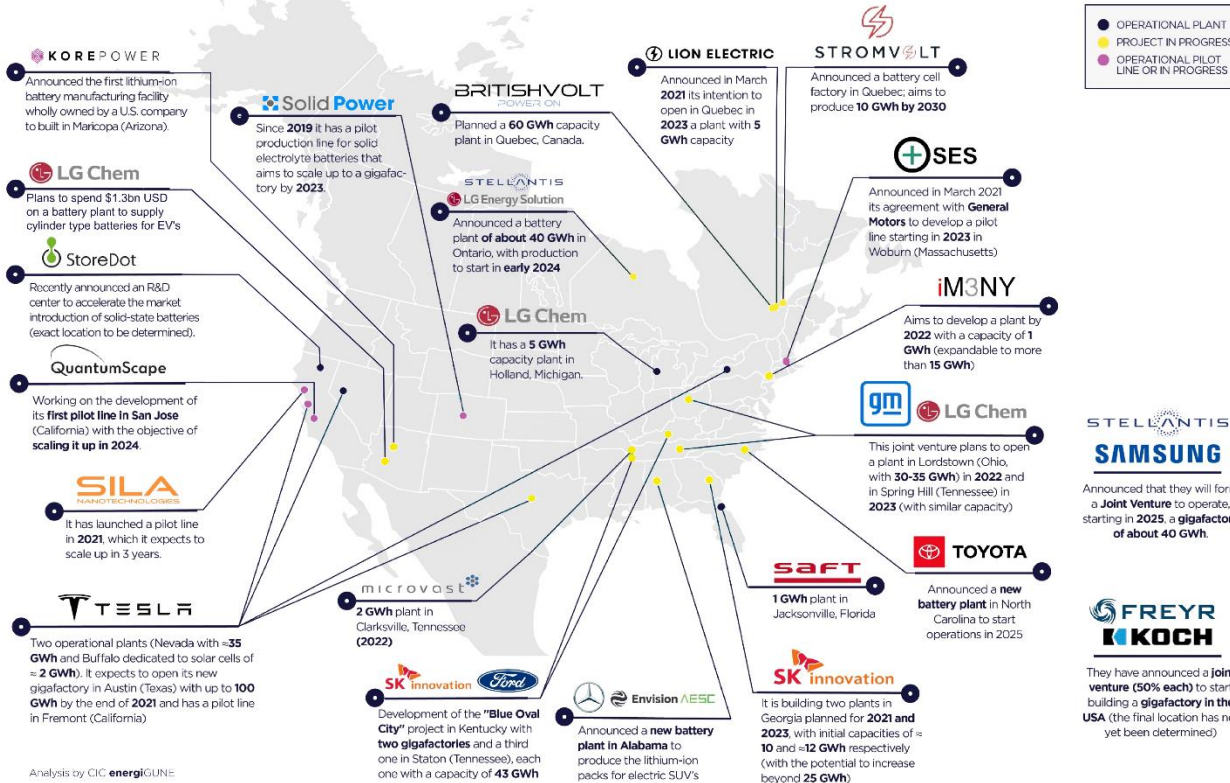 KOREPOWER
Announced the first lithium-ion
battery manufacturing facility
wholly owned by a U.S. company
to built in Maricopa (Arizona).
LG Chem
Plans to spend $1.3bn USD
on a battery plant to supply
cylinder type batteries for EV's
StoreDot
Recently announced an R&D
center to accelerate the market
introduction of solid-state batteries
(exact location to be determined).
QuantumScape
Working on the development of
its first pilot line in San Jose
(California) with the objective of
scaling it up in 2024.
SILA
NANOTECHNOLOGIES
It has launched a pilot line
in 2021, which it expects to
scale up in 3 years.
TESLA
Two operational plants (Nevada with ≈35
GWh and Buffalo dedicated to solar cells of
≈ 2 GWh). It expects to open its new
gigafactory in Austin (Texas) with up to 100
GWh by the end of 2021 and has a pilot line
in Fremont (California)
Analysis by CIC energiGUNE
Solid Power
Since 2019 it has a pilot
production line for solid
electrolyte batteries that
aims to scale up to a gigafac-
tory by 2023.
BRITISHVOLT
POWER ON
Planned a 60 GWh capacity
plant in Quebec, Canada.
STELLANTIS
LG Energy Solution
Announced a battery
plant of about 40 GWh in
Ontario, with production
to start in early 2024
LG Chem
It has a 5 GWh
capacity plant in
Holland, Michigan.
microvast
2 GWh plant in
Clarksville, Tennessee
(2022)
SK innovation Ford
Development of the "Blue Oval
City" project in Kentucky with
two gigafactories and a third
one in Staton (Tennessee), each
one with a capacity of 43 GWh
Envision AESC
Announced a new battery
plant in Alabama to
produce the lithium-ion
packs for electric SUV's
LION ELECTRIC
Announced in March
2021 its intention to
open in Quebec in
2023 a plant with 5
GWh capacity
STROMVOLT
Announced a battery cell
factory in Quebec; aims to
produce 10 GWh by 2030
SES
Announced in March 2021
its agreement with General
Motors to develop a pilot
line starting in 2023 in
Woburn (Massachusetts)
iM3NY
Aims to develop a plant by
2022 with a capacity of 1
GWh (expandable to more
than 15 GWh)
gm LG Chem
This joint venture plans to open
a plant in Lordstown (Ohio,
with 30-35 GWh) in 2022 and
in Spring Hill (Tennessee) in
2023 (with similar capacity)
TOYOTA
Announced a new
battery plant in North
Carolina to start
operations in 2025
saft
1 GWh plant in
Jacksonville, Florida
SK innovation
It is building two plants in
Georgia planned for 2021 and
2023, with initial capacities of ≈
10 and ≈12 GWh respectively
(with the potential to increase
beyond 25 GWh)
OPERATIONAL PLANT
PROJECT IN PROGRESS
OPERATIONAL PILOT
LINE OR IN PROGRESS
STELLANTIS
SAMSUNG
Announced that they will for
a Joint Venture to operate,
starting in 2025, a gigafactor
of about 40 GWh.
FREYR
KOCH
They have announced a join
venture (50% each) to start
building a gigafactory in the
USA (the final location has no
yet been determined)